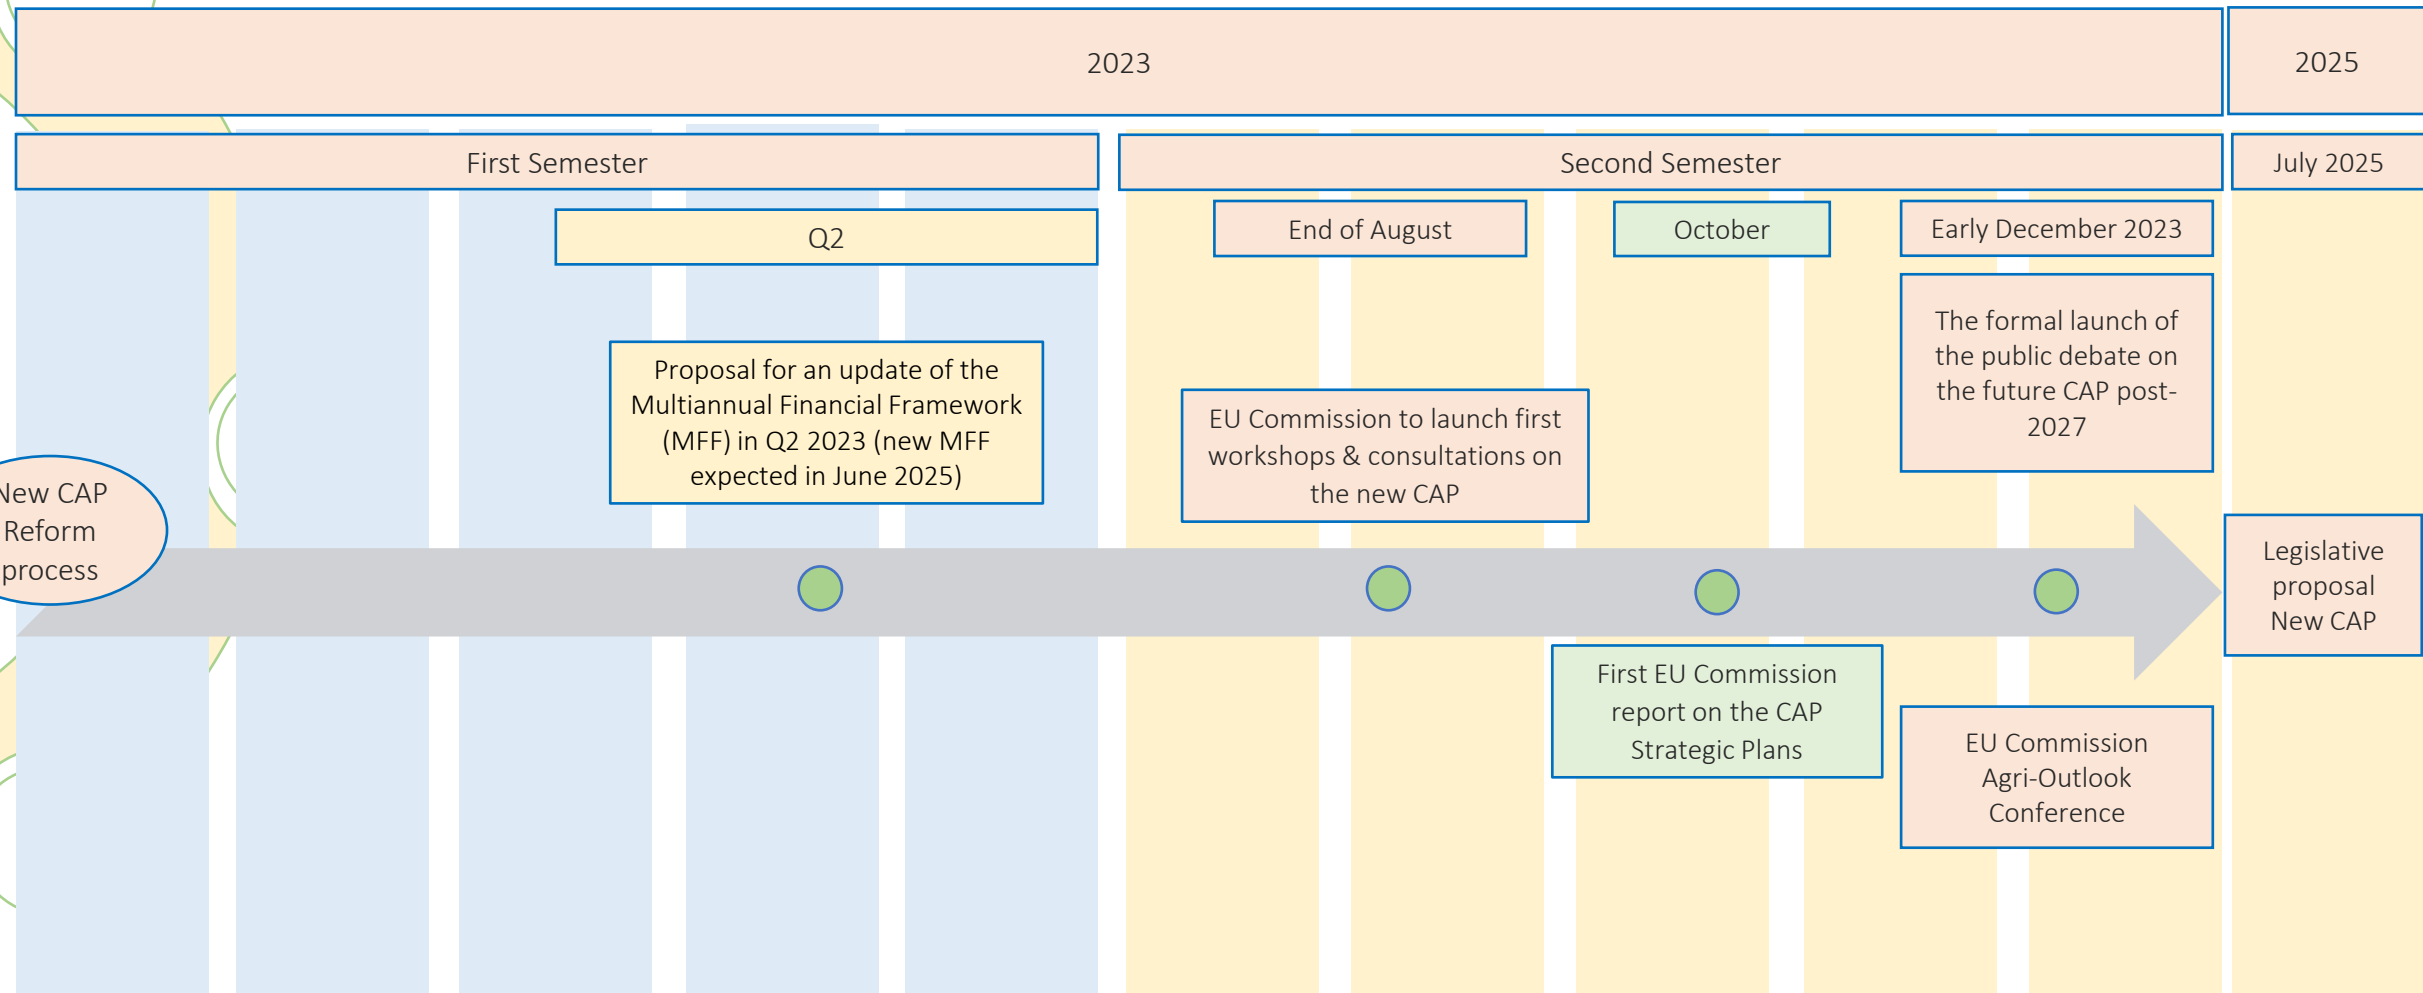 2023
2025
First Semester
Second Semester
July 2025
Q2
End of August
October
Early December 2023
Proposal for an update of the
Multiannual Financial Framework
(MFF) in Q2 2023 (new MFF
expected in June 2025)
EU Commission to launch first
workshops & consultations on
the new CAP
The formal launch of
the public debate on
the future CAP post-
2027
New CAP
Reform
process
Legislative
proposal
New CAP
First EU Commission
report on the CAP
Strategic Plans
EU Commission
Agri-Outlook
Conference